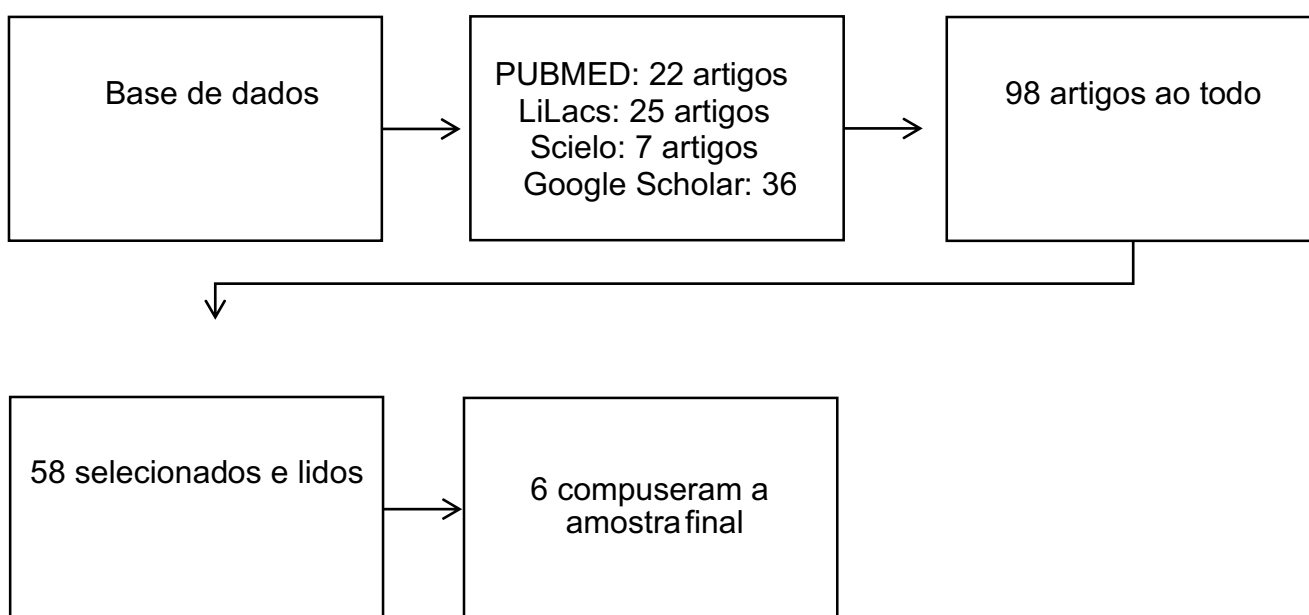 Base de dados
PUBMED: 22 artigos
LiLacs: 25 artigos
Scielo: 7 artigos
Google Scholar: 36
98 artigos ao todo
58 selecionados e lidos
6 compuseram a
amostra final